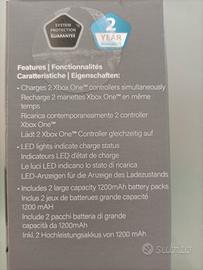 SYSTEM
PROTECTION
GUARANTEE
2
YEAR
Features | Fonctionnalités
Caratteristiche | Eigenschaften:
• Charges 2 Xbox One™ controllers simultaneously
Recharge 2 manettes Xbox One™ en même
temps
Ricarica contemporaneamente 2 controller
Xbox One™
Lädt 2 Xbox One™ Controller gleichzeitig auf
• LED lights indicate charge status
Indicateurs LED d'état de charge
Le luci LED indicano lo stato di ricarica
LED-Anzeigen für die Anzeige des Ladezustands
• Includes 2 large capacity 1200mAH battery packs
Inclus 2 jeux de batterues grande capacité
1200 mAH
Include 2 pacchi batteria di grande
capacità da 1200mAH
Inkl. 2 Hochleistungsakkus von 1200 mAH
Subito